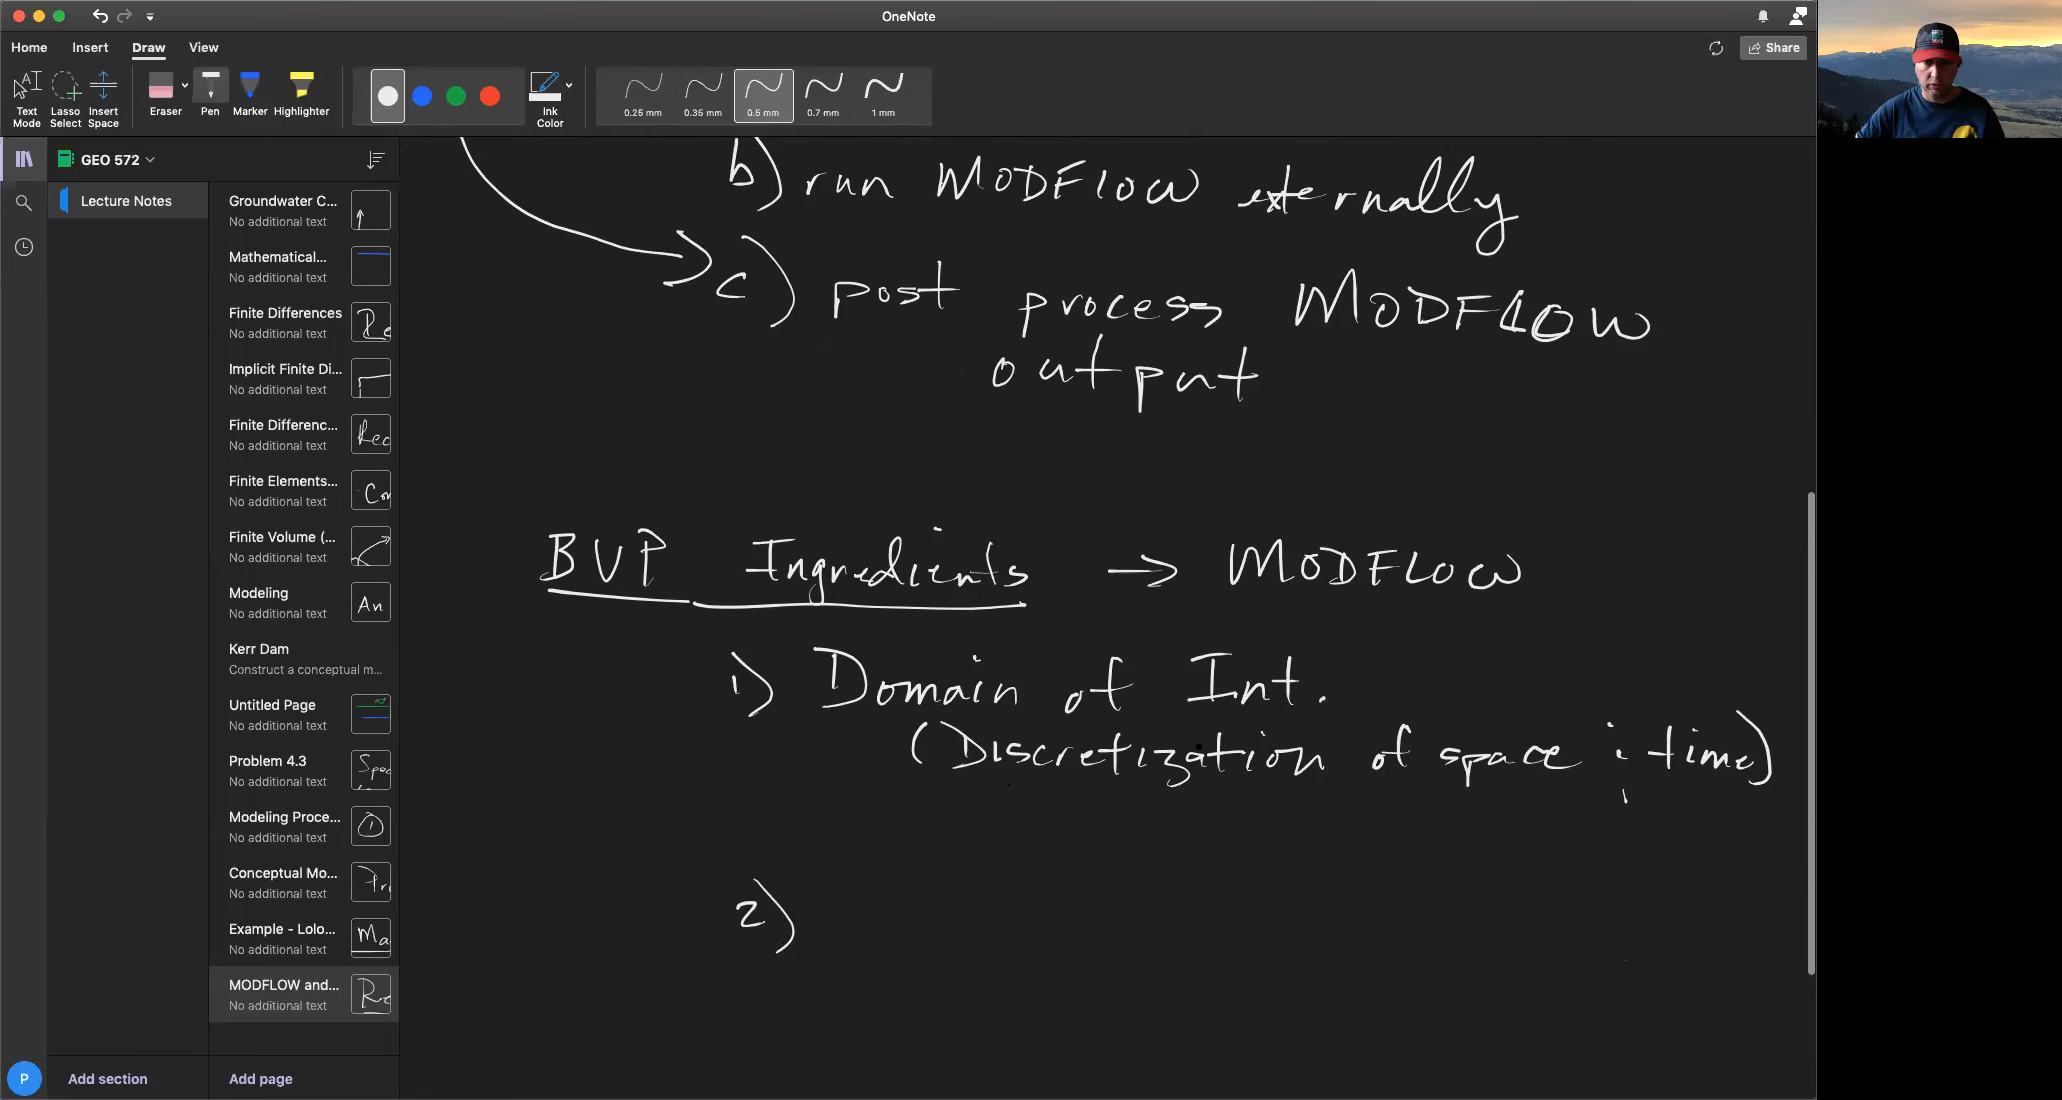 OneNote
Home Insert Draw View
Share
Text Mode
Lasso Select
Insert Space
Eraser
Pen
Marker
Highlighter
Ink Color
0.25 mm
0.35 mm
0.5 mm
0.7 mm
1 mm
GEO 572
Lecture Notes
Groundwater C...
No additional text
Mathematical...
No additional text
Finite Differences
No additional text
Implicit Finite Di...
No additional text
Finite Differenc...
No additional text
Finite Elements...
No additional text
Finite Volume (...
No additional text
Modeling
No additional text
An
Kerr Dam
Construct a conceptual m...
Untitled Page
No additional text
Problem 4.3
No additional text
Modeling Proce...
No additional text
Conceptual Mo...
No additional text
Example - Lolo...
No additional text
Ma
MODFLOW and...
No additional text
P
Add section
Add page
b) run MODFLOW externally
c) post process MODFLOW
output
BVP Ingredients → MODFLOW
1) Domain of Int.
(Discretization of space ; time)
2)